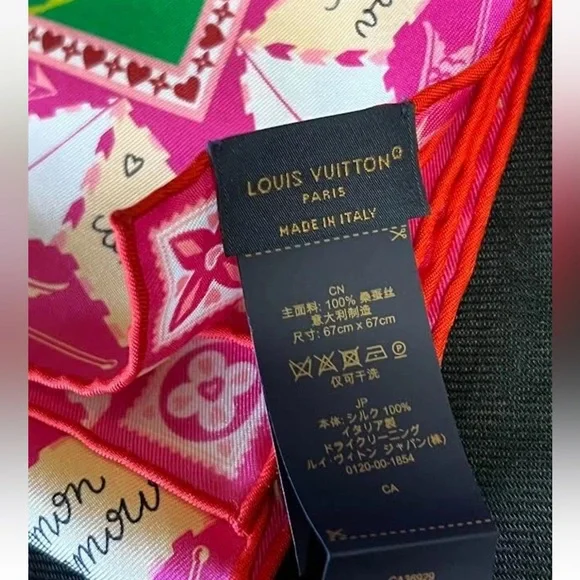 LOUIS VUITTON
PARIS
MADE IN ITALY
CN
主面料: 100% 桑蚕丝
意大利制造
尺寸: 67cm x 67cm
仅可干洗
JP
本体: シルク 100%
イタリア製
ドライクリーニング
ルイ・ヴィトン ジャパン(株)
0120-00-1854
CA
mon
mow